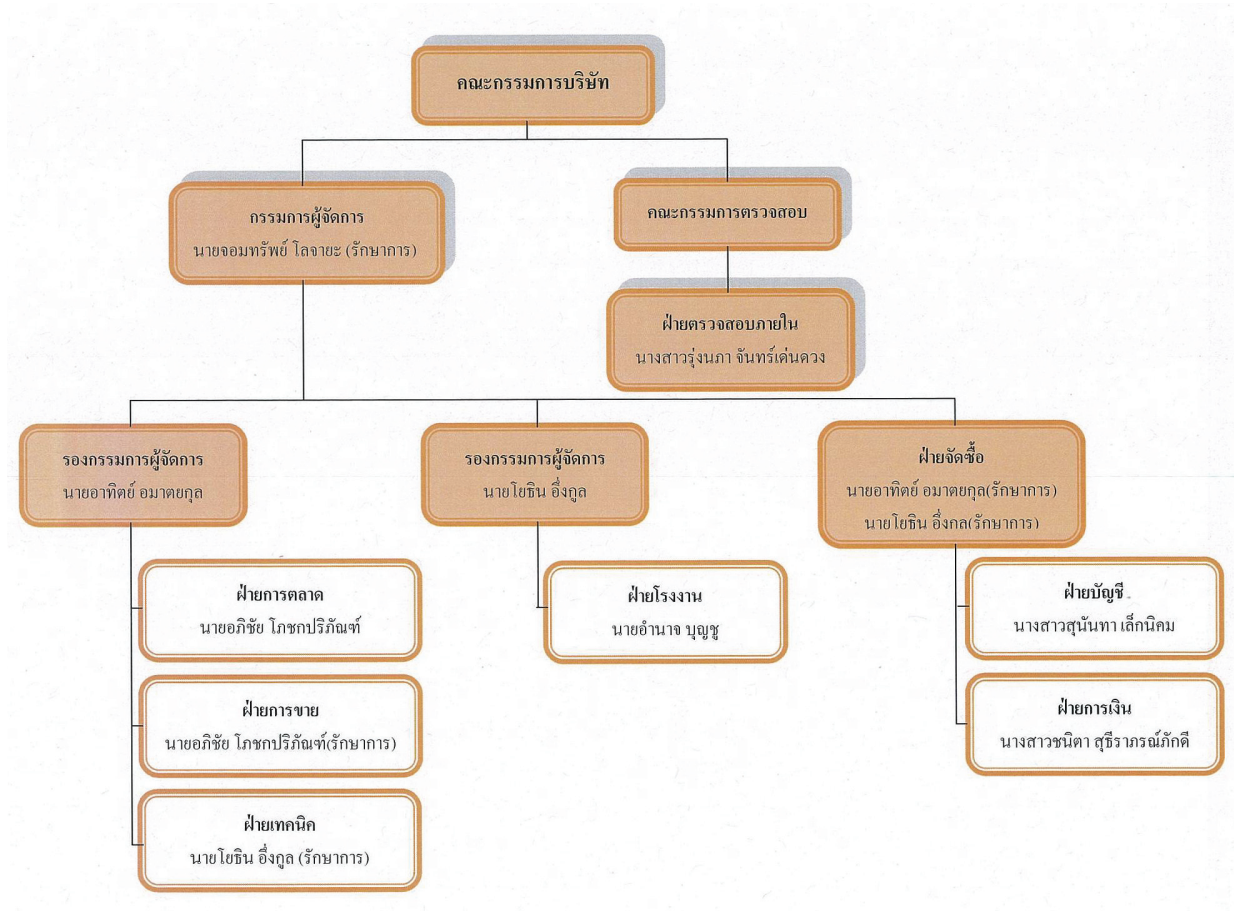 คณะกรรมการบริษัท
กรรมการผู้จัดการ
นายจอมทรัพย์ โลจายะ (รักษาการ)
คณะกรรมการตรวจสอบ
ฝ่ายตรวจสอบภายใน
นางสาวรุ่งนภา จันทร์เด่นดวง
รองกรรมการผู้จัดการ
นายอาทิตย์ อมาตยกุล
รองกรรมการผู้จัดการ
นายโยธิน อึ่งกูล
ฝ่ายจัดซื้อ
นายอาทิตย์ อมาตยกุล(รักษาการ)
นายโยธิน อึ่งกล(รักษาการ)
ฝ่ายการตลาด
นายอภิชัย โภชกปริภัณฑ์
ฝ่ายการขาย
นายอภิชัย โภชกปริภัณฑ์(รักษาการ)
ฝ่ายเทคนิค
นายโยธิน อึ่งกูล (รักษาการ)
ฝ่ายโรงงาน
นายอำนาจ บุญชู
ฝ่ายบัญชี
นางสาวสุนันทา เล็กนิคม
ฝ่ายการเงิน
นางสาวชนิตา สุธีราภรณ์ภักดี